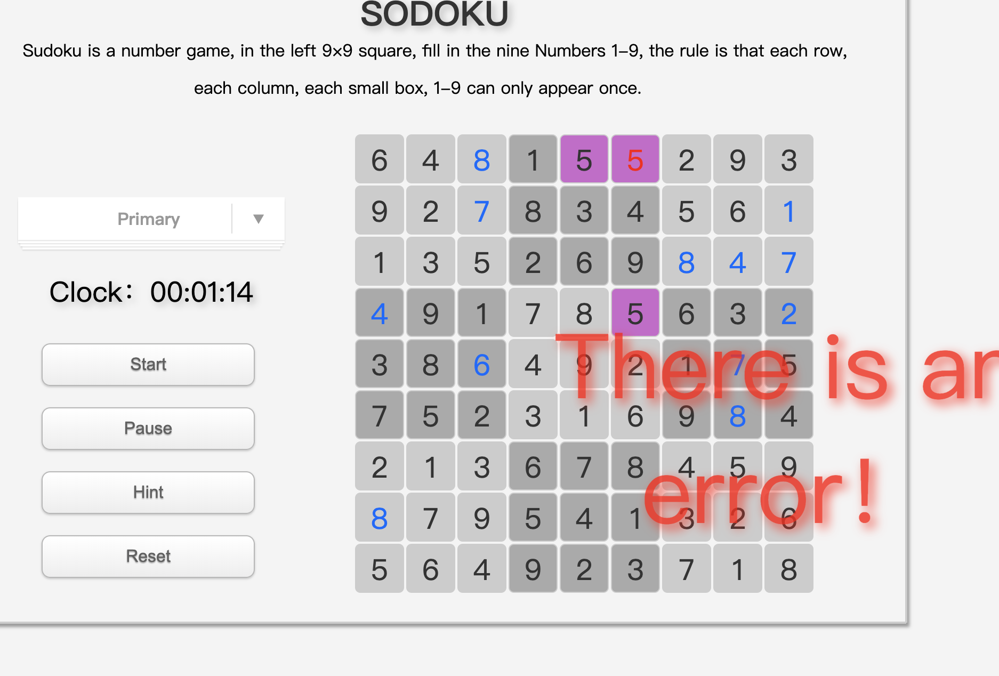 SODOKU
Sudoku is a number game, in the left 9×9 square, fill in the nine Numbers 1–9, the rule is that each row,
each column, each small box, 1–9 can only appear once.
Primary
Clock：00:01:14
Start
Pause
Hint
Reset
6 4 8 1 5 5 2 9 3
9 2 7 8 3 4 5 6 1
1 3 5 2 6 9 8 4 7
4 9 1 7 8 5 6 3 2
3 8 6 4 9 2 1 7 5
7 5 2 3 1 6 9 8 4
2 1 3 6 7 8 4 5 9
8 7 9 5 4 1 3 2 6
5 6 4 9 2 3 7 1 8
There is an
error!